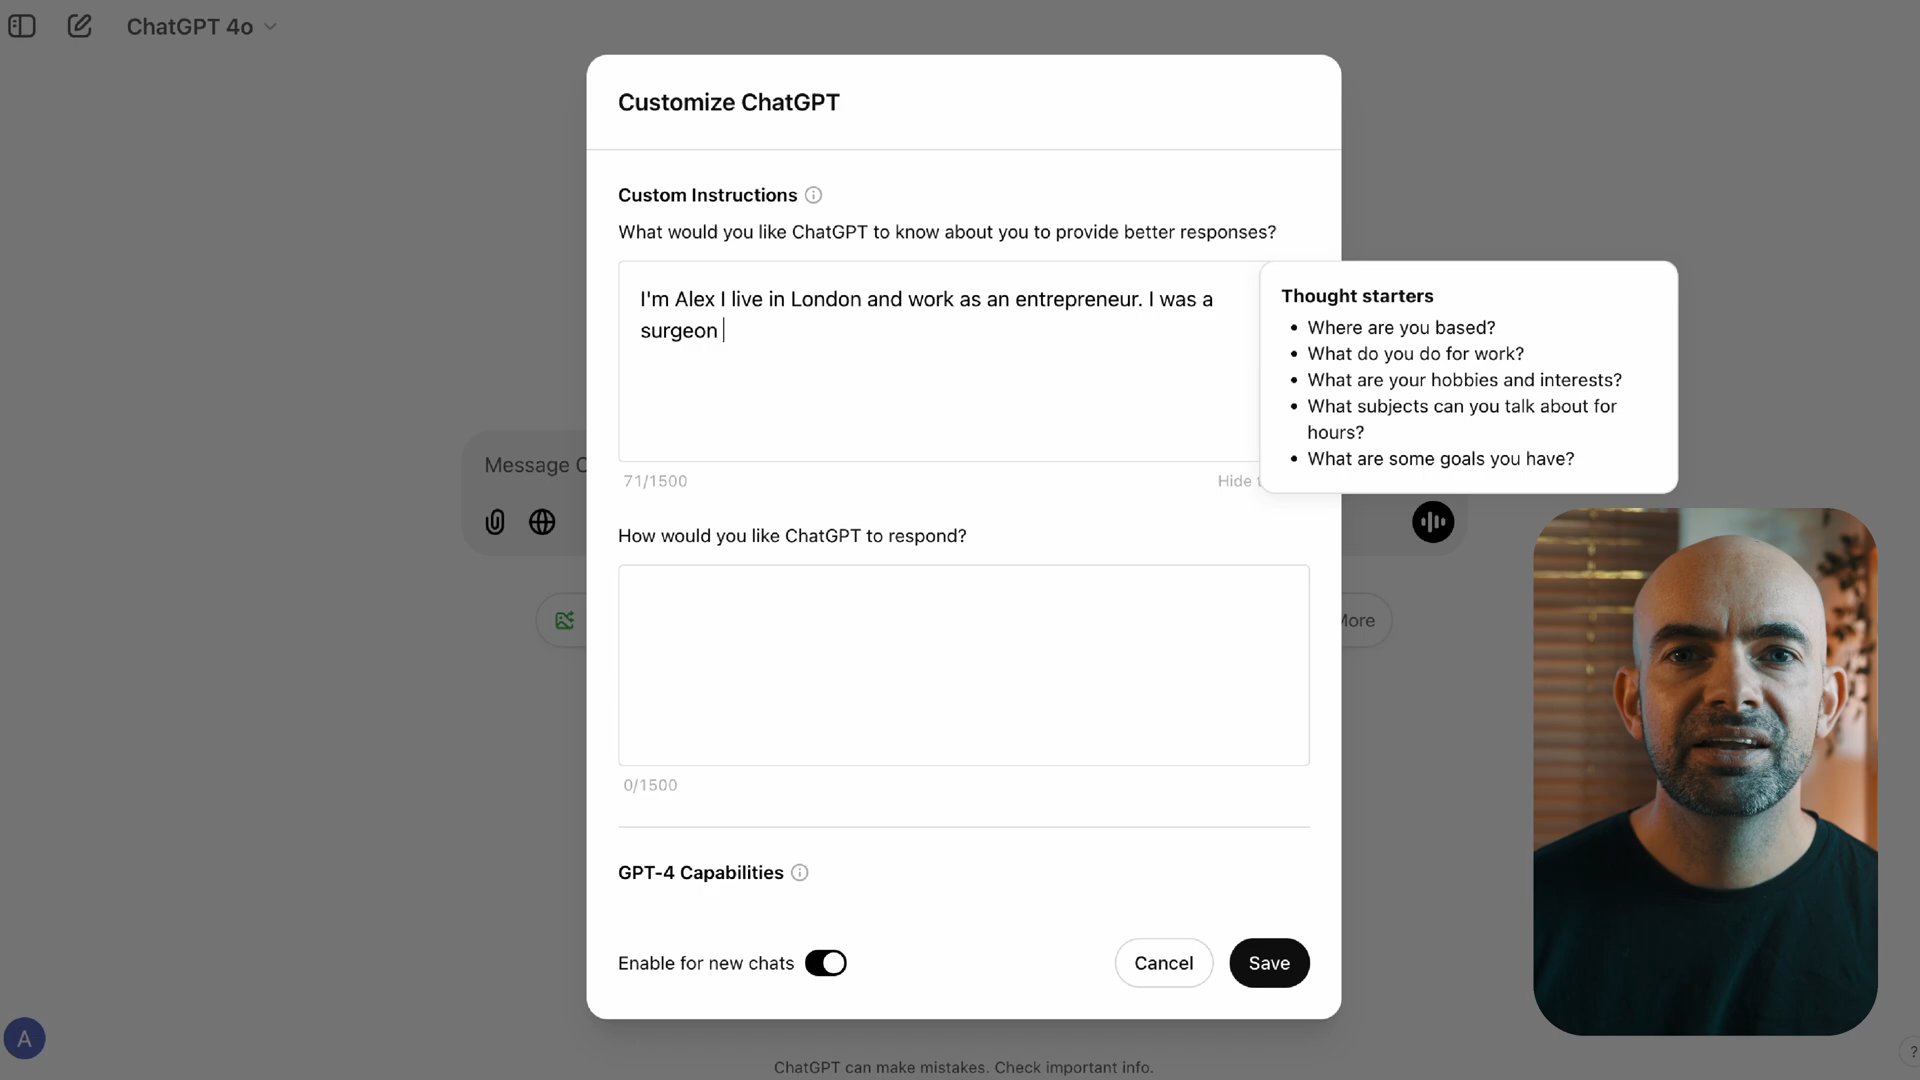 ChatGPT 4o
Customize ChatGPT
Custom Instructions
What would you like ChatGPT to know about you to provide better responses?
I'm Alex I live in London and work as an entrepreneur. I was a
surgeon
Thought starters
• Where are you based?
• What do you do for work?
• What are your hobbies and interests?
• What subjects can you talk about for
hours?
• What are some goals you have?
71/1500
Hide
Message
How would you like ChatGPT to respond?
More
0/1500
GPT-4 Capabilities
Enable for new chats
Cancel
Save
A
ChatGPT can make mistakes. Check important info.
?